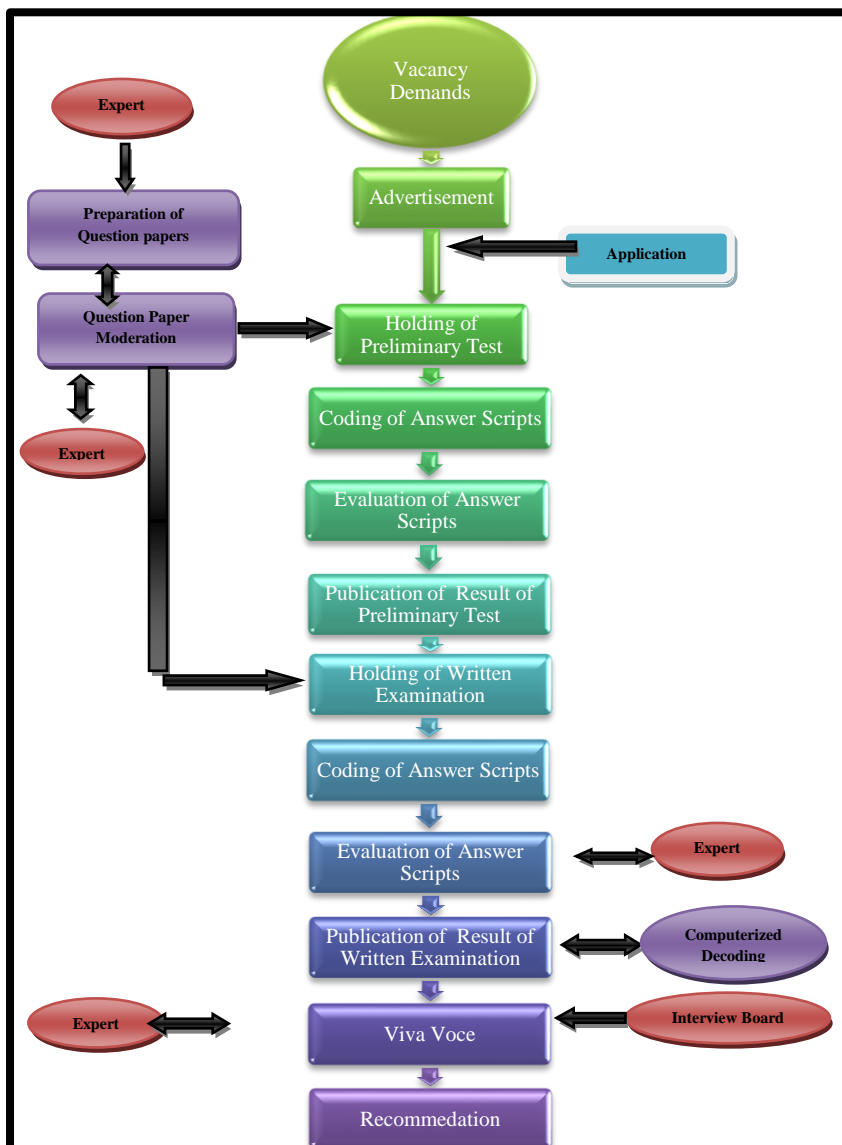 Vacancy
Demands
Expert
Advertisement
Preparation of
Question papers
Application
Question Paper
Moderation
Holding of
Preliminary Test
Coding of Answer Scripts
Expert
Evaluation of Answer
Scripts
Publication of Result of
Preliminary Test
Holding of Written
Examination
Coding of Answer Scripts
Evaluation of Answer
Scripts
Expert
Publication of Result of
Written Examination
Computerized
Decoding
Expert
Viva Voce
Interview Board
Recommedation